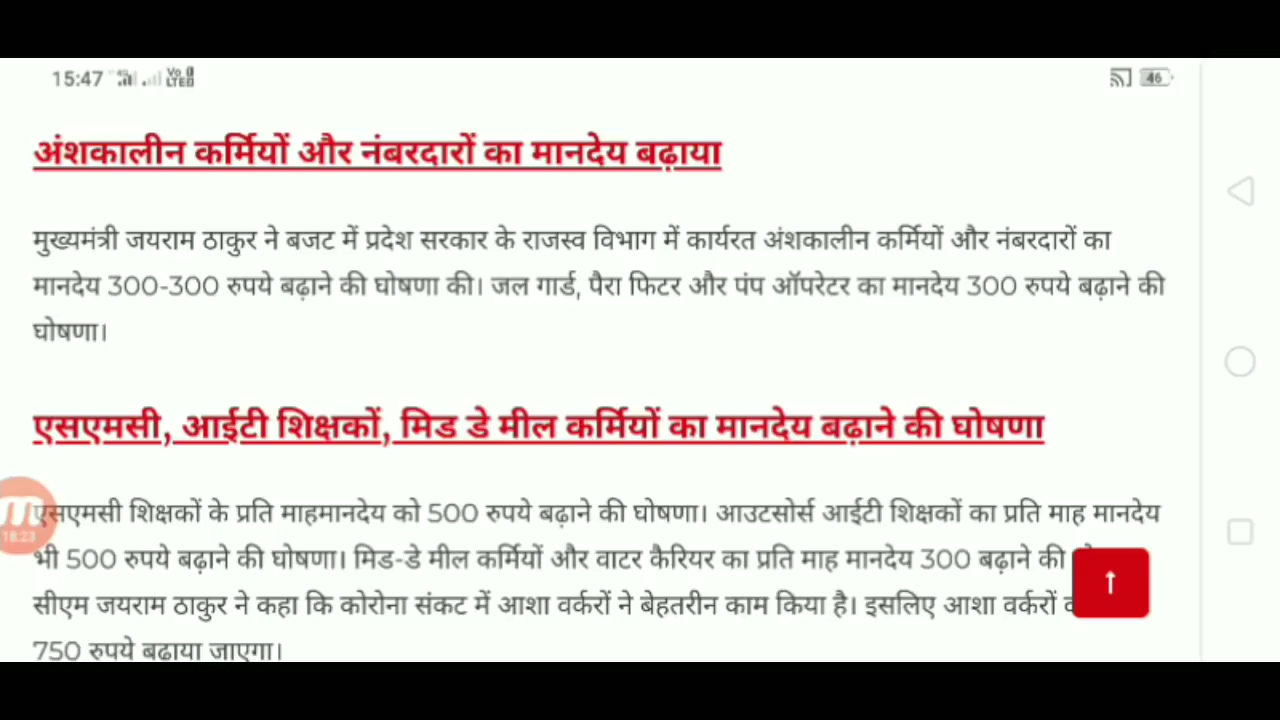 15:47
46
अंशकालीन कर्मियों और नंबरदारों का मानदेय बढ़ाया
मुख्यमंत्री जयराम ठाकुर ने बजट में प्रदेश सरकार के राजस्व विभाग में कार्यरत अंशकालीन कर्मियों और नंबरदारों का
मानदेय 300-300 रुपये बढ़ाने की घोषणा की। जल गार्ड, पैरा फिटर और पंप ऑपरेटर का मानदेय 300 रुपये बढ़ाने की
घोषणा।
एसएमसी, आईटी शिक्षकों, मिड डे मील कर्मियों का मानदेय बढ़ाने की घोषणा
एसएमसी शिक्षकों के प्रति माहमानदेय को 500 रुपये बढ़ाने की घोषणा। आउटसोर्स आईटी शिक्षकों का प्रति माह मानदेय
18:23
भी 500 रुपये बढ़ाने की घोषणा। मिड-डे मील कर्मियों और वाटर कैरियर का प्रति माह मानदेय 300 बढ़ाने की
सीएम जयराम ठाकुर ने कहा कि कोरोना संकट में आशा वर्करों ने बेहतरीन काम किया है। इसलिए आशा वर्करों
750 रुपये बढ़ाया जाएगा।